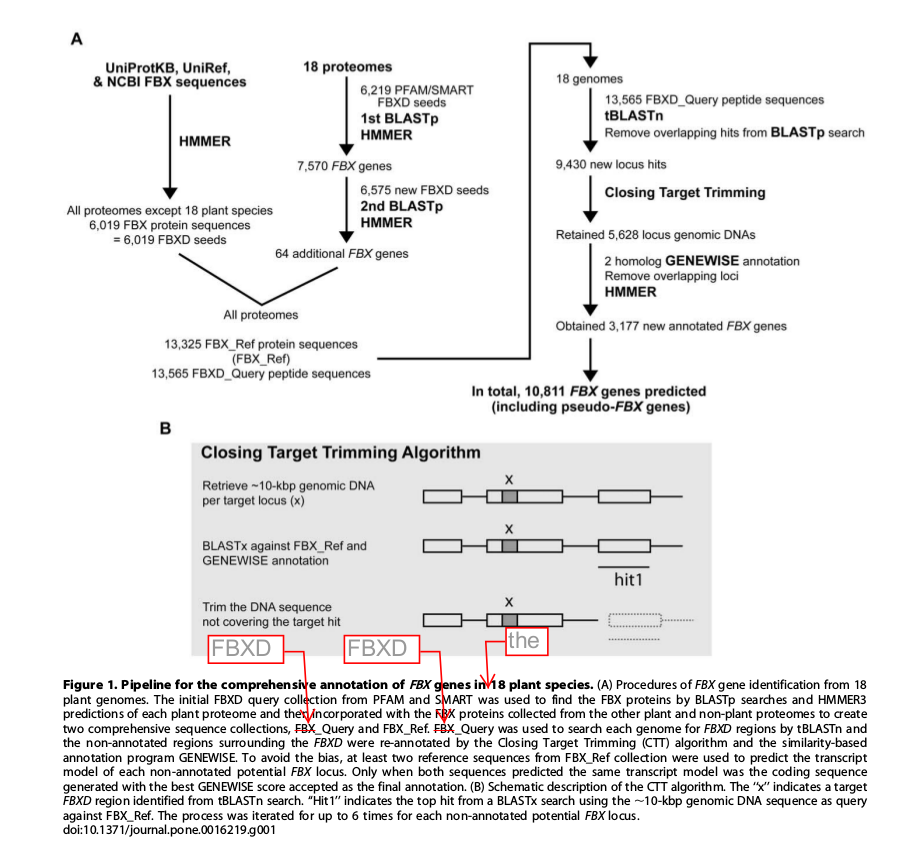 A
UniProtKB, UniRef,
& NCBI FBX sequences
HMMER
All proteomes except 18 plant species
6,019 FBX protein sequences
= 6,019 FBXD seeds
18 proteomes
6,219 PFAM/SMART
FBXD seeds
1st BLASTp
HMMER
7,570 FBX genes
6,575 new FBXD seeds
2nd BLASTp
HMMER
64 additional FBX genes
All proteomes
13,325 FBX_Ref protein sequences
(FBX_Ref)
13,565 FBXD_Query peptide sequences
18 genomes
13,565 FBXD_Query peptide sequences
tBLASTn
Remove overlapping hits from BLASTp search
9,430 new locus hits
Closing Target Trimming
Retained 5,628 locus genomic DNAs
2 homolog GENEWISE annotation
Remove overlapping loci
HMMER
Obtained 3,177 new annotated FBX genes
In total, 10,811 FBX genes predicted
(including pseudo-FBX genes)
B
Closing Target Trimming Algorithm
Retrieve ~10-kbp genomic DNA
per target locus (x)
x
BLASTx against FBX_Ref and
GENEWISE annotation
x
hit1
Trim the DNA sequence
not covering the target hit
x
FBXD
FBXD
the
Figure 1. Pipeline for the comprehensive annotation of FBX genes in 18 plant species. (A) Procedures of FBX gene identification from 18
plant genomes. The initial FBXD query collection from PFAM and SMART was used to find the FBX proteins by BLASTp searches and HMMER3
predictions of each plant proteome and then incorporated with the FBX proteins collected from the other plant and non-plant proteomes to create
two comprehensive sequence collections, FBX_Query and FBX_Ref. FBX_Query was used to search each genome for FBXD regions by tBLASTn and
the non-annotated regions surrounding the FBXD were re-annotated by the Closing Target Trimming (CTT) algorithm and the similarity-based
annotation program GENEWISE. To avoid the bias, at least two reference sequences from FBX_Ref collection were used to predict the transcript
model of each non-annotated potential FBX locus. Only when both sequences predicted the same transcript model was the coding sequence
generated with the best GENEWISE score accepted as the final annotation. (B) Schematic description of the CTT algorithm. The "x" indicates a target
FBXD region identified from tBLASTn search. "Hit1" indicates the top hit from a BLASTx search using the ~10-kbp genomic DNA sequence as query
against FBX_Ref. The process was iterated for up to 6 times for each non-annotated potential FBX locus.
doi:10.1371/journal.pone.0016219.g001